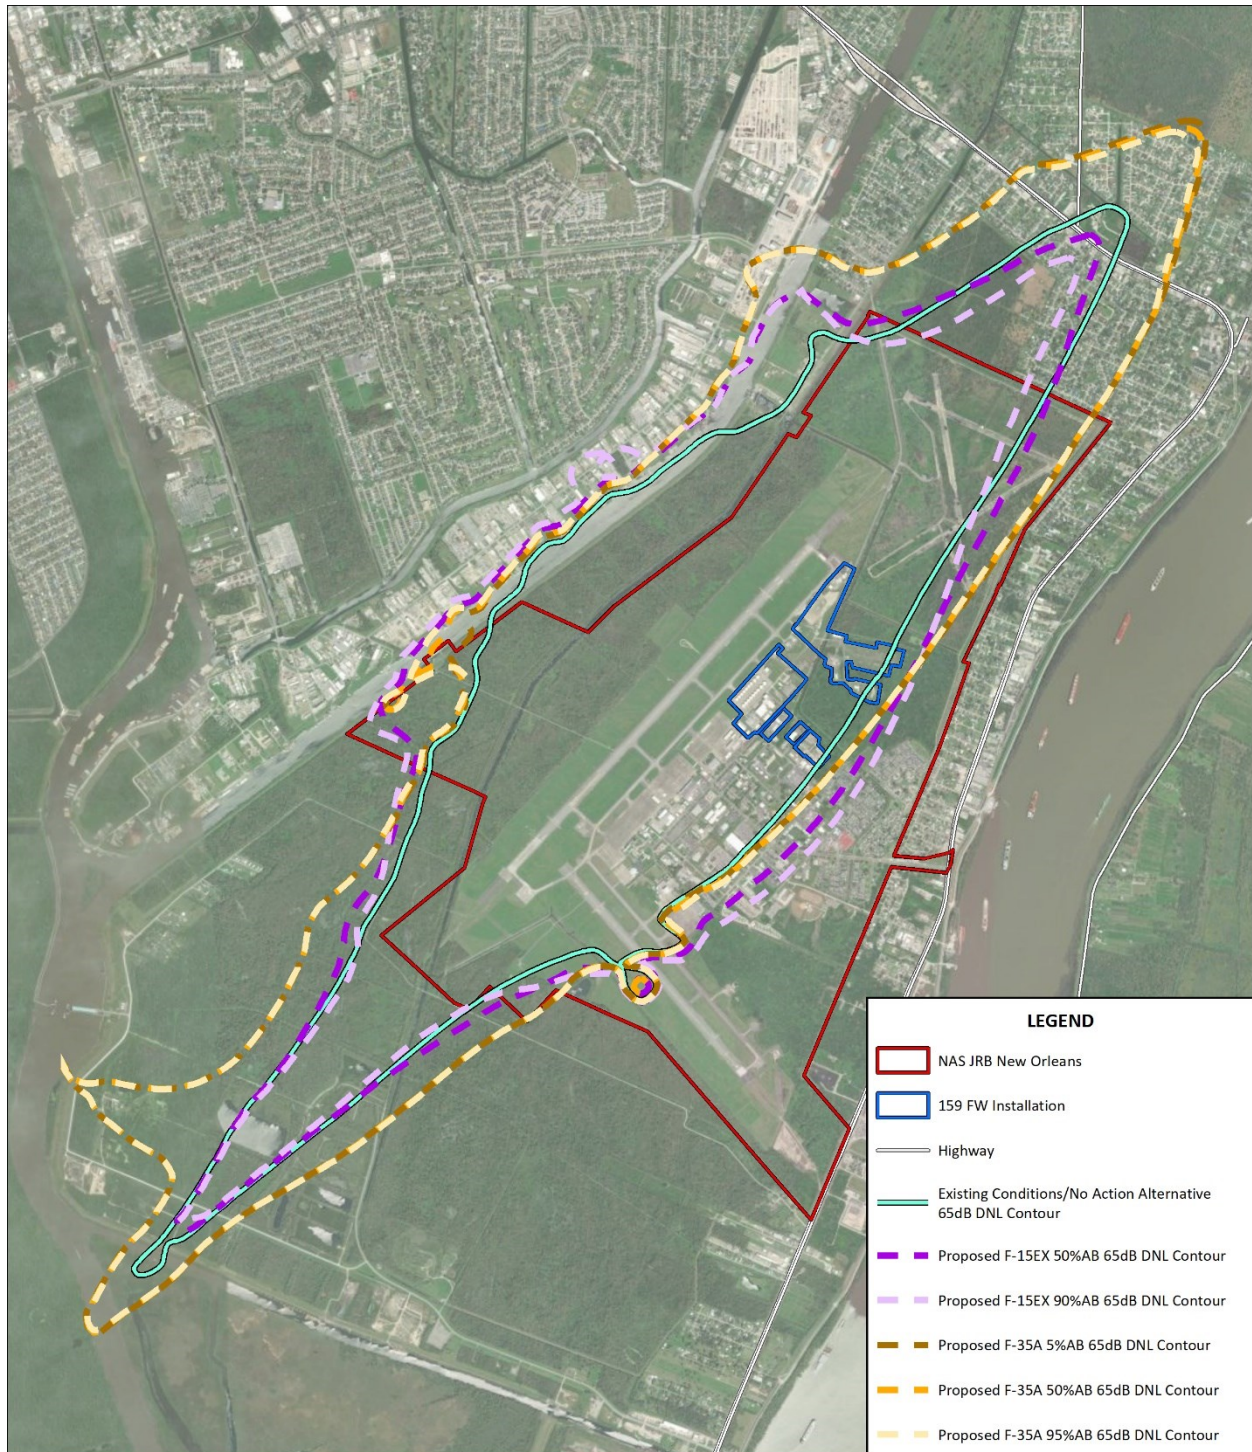 LEGEND
NAS JRB New Orleans
159 FW Installation
Highway
Existing Conditions/No Action Alternative
65dB DNL Contour
Proposed F-15EX 50%AB 65dB DNL Contour
Proposed F-15EX 90%AB 65dB DNL Contour
Proposed F-35A 5%AB 65dB DNL Contour
Proposed F-35A 50%AB 65dB DNL Contour
Proposed F-35A 95%AB 65dB DNL Contour